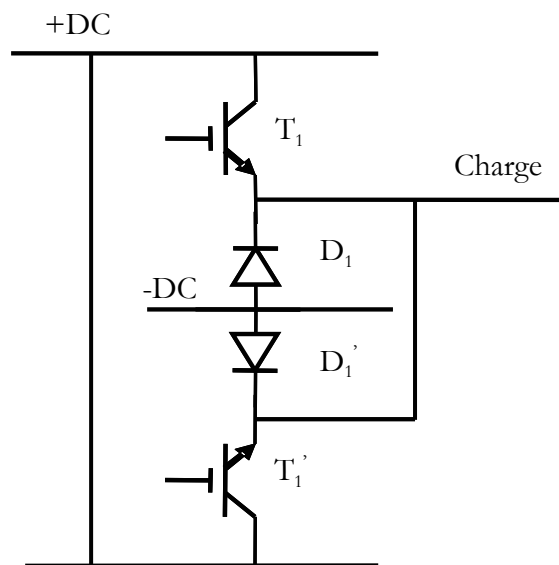 +DC
T₁
Charge
D₁
-DC
D₁’
T₁’